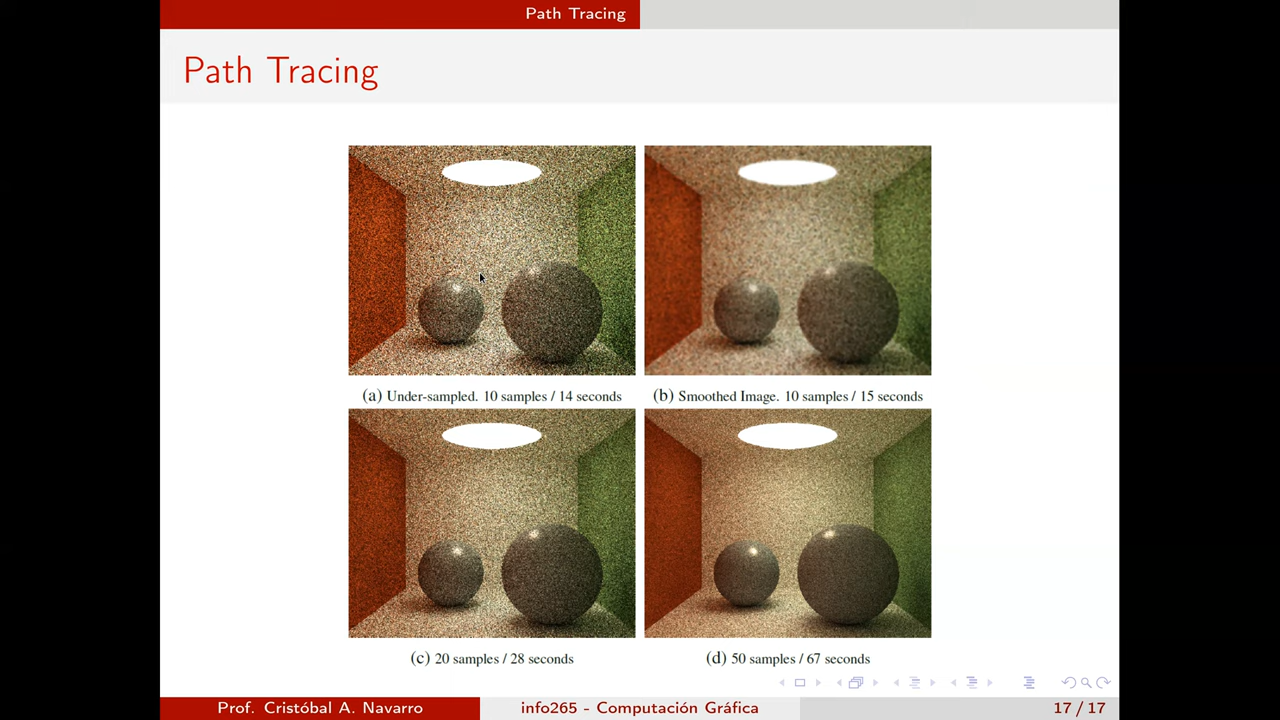 Path Tracing
Path Tracing
(a) Under-sampled. 10 samples / 14 seconds
(b) Smoothed Image. 10 samples / 15 seconds
(c) 20 samples / 28 seconds
(d) 50 samples / 67 seconds
Prof. Cristóbal A. Navarro
info265 - Computación Gráfica
17 / 17